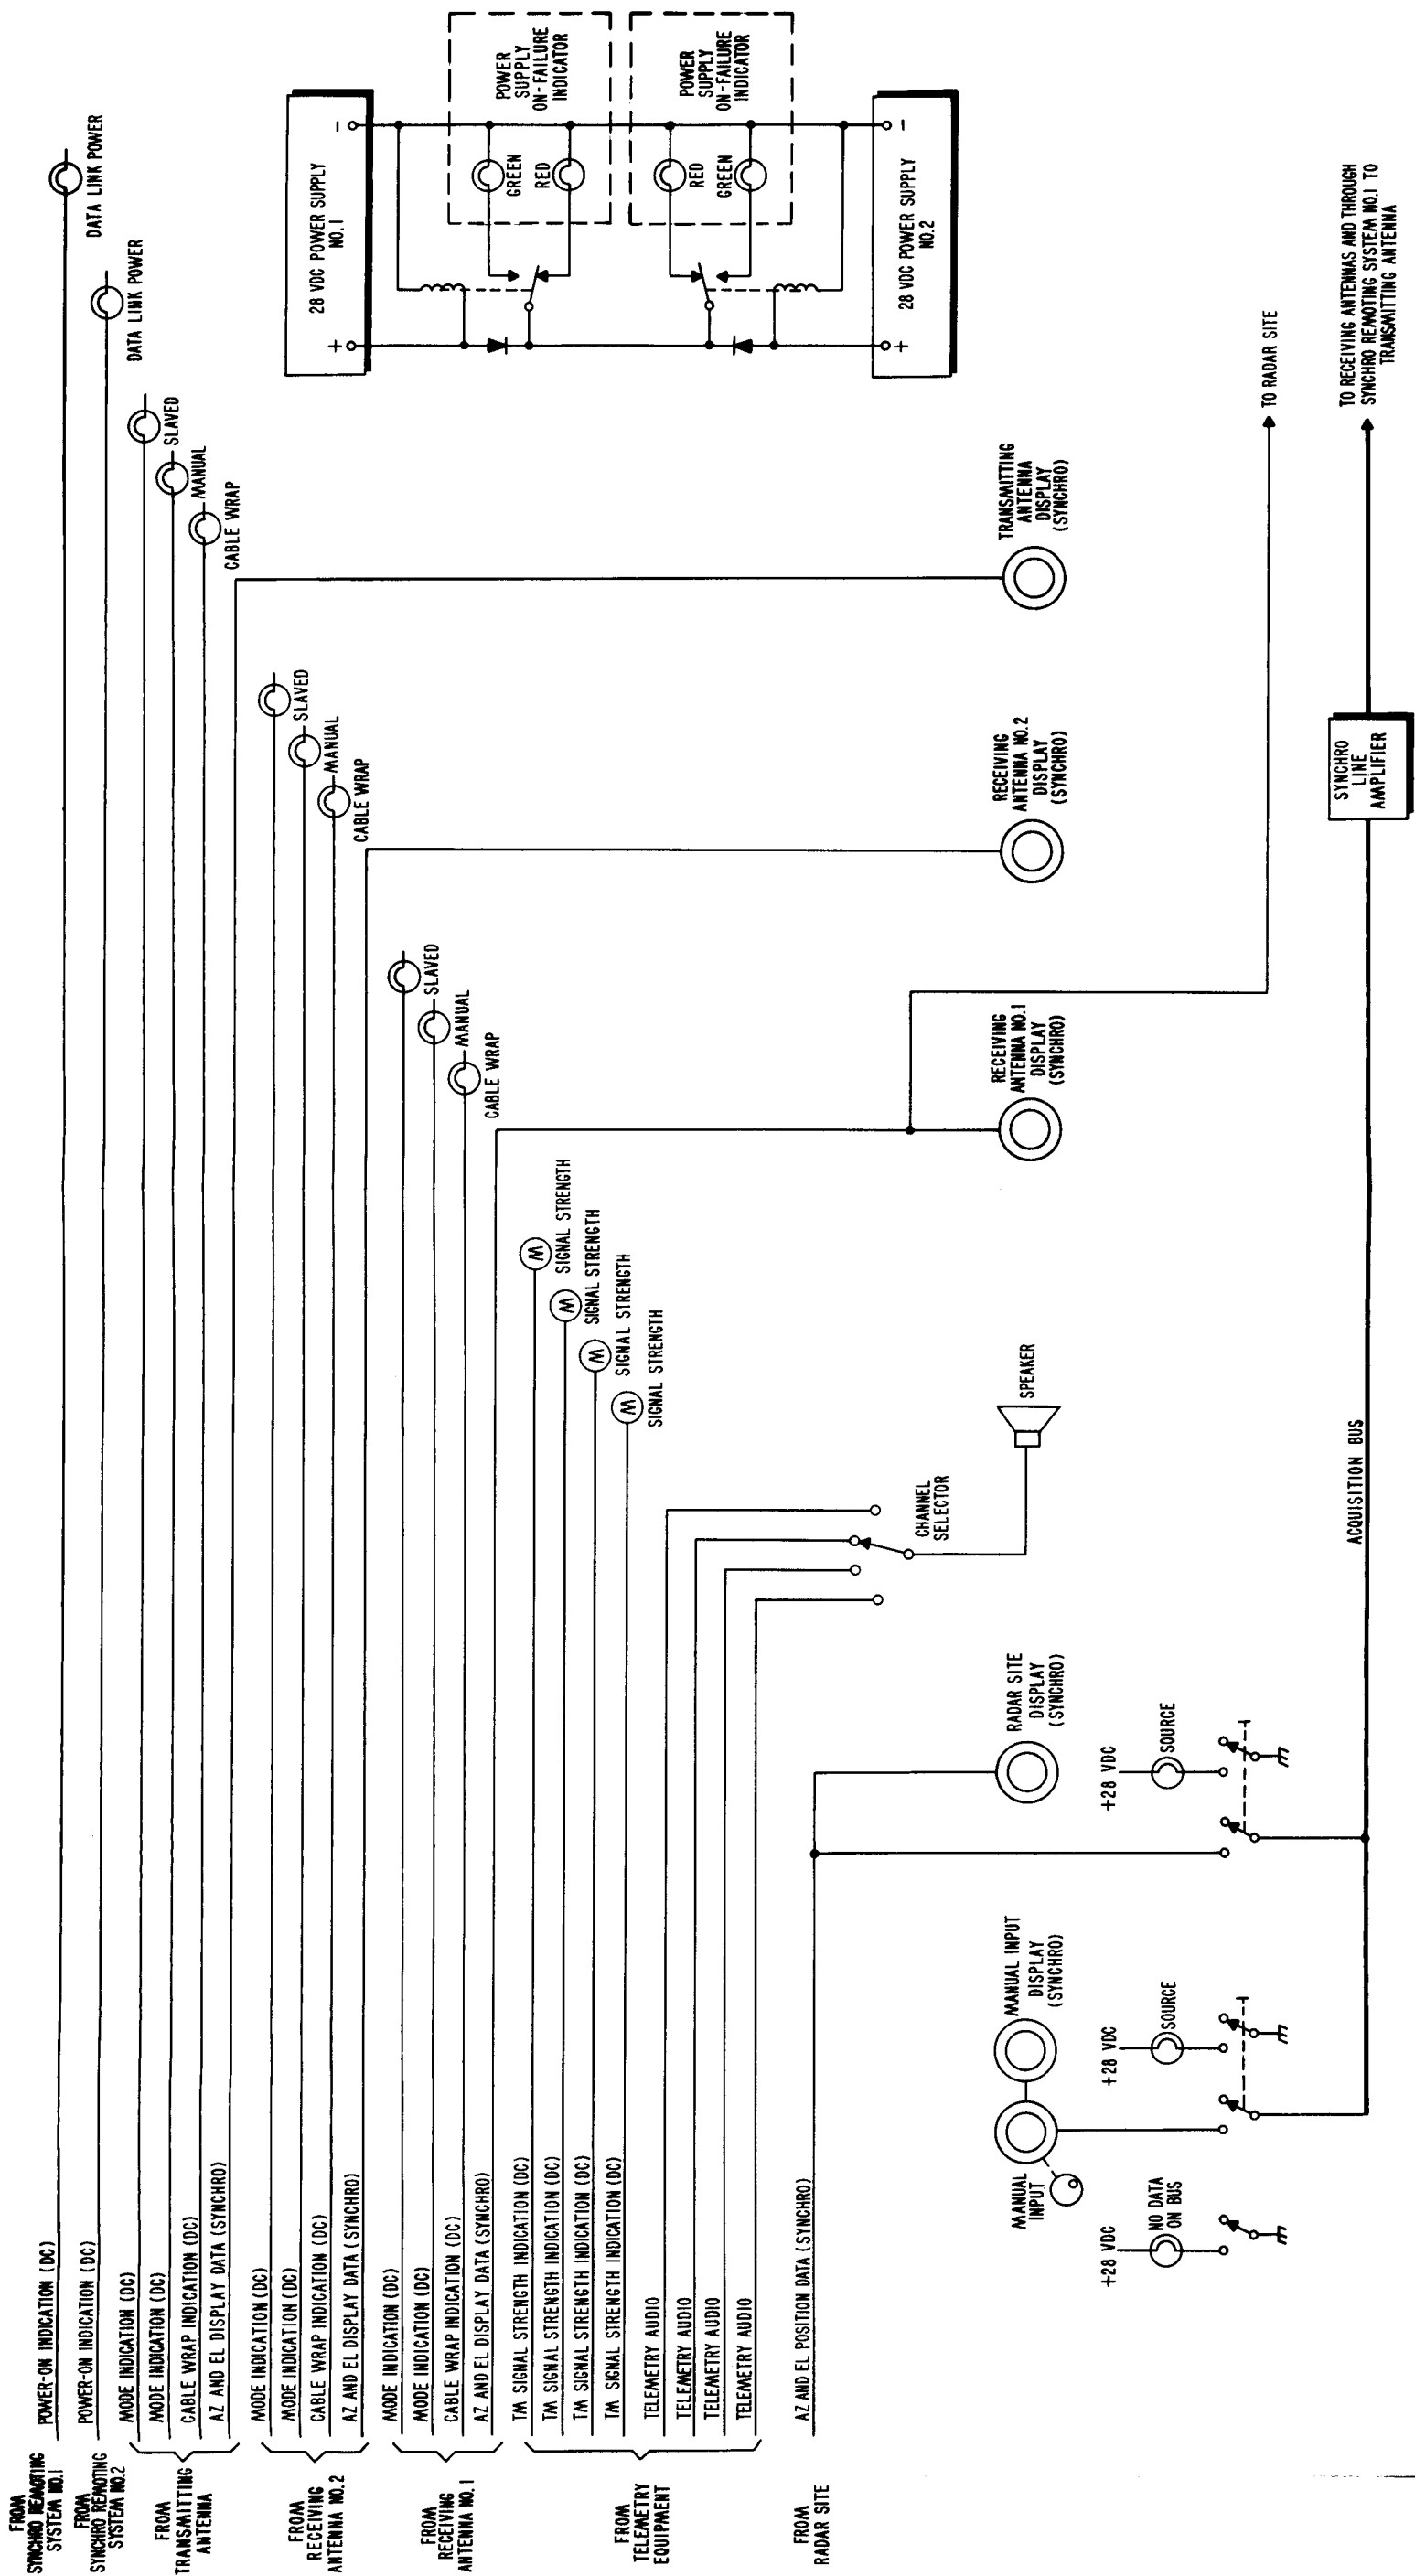 FROM
SYNCHRO REMOTING
SYSTEM NO.1
POWER-ON INDICATION (DC)
DATA LINK POWER
FROM
SYNCHRO REMOTING
SYSTEM NO.2
POWER-ON INDICATION (DC)
DATA LINK POWER
FROM
TRANSMITTING
ANTENNA
MODE INDICATION (DC)
SLAVED
MODE INDICATION (DC)
MANUAL
CABLE WRAP INDICATION (DC)
CABLE WRAP
AZ AND EL DISPLAY DATA (SYNCHRO)
TRANSMITTING
ANTENNA
DISPLAY
(SYNCHRO)
FROM
RECEIVING
ANTENNA NO.2
MODE INDICATION (DC)
SLAVED
MODE INDICATION (DC)
MANUAL
CABLE WRAP INDICATION (DC)
CABLE WRAP
AZ AND EL DISPLAY DATA (SYNCHRO)
RECEIVING
ANTENNA NO.2
DISPLAY
(SYNCHRO)
FROM
RECEIVING
ANTENNA NO.1
MODE INDICATION (DC)
SLAVED
MODE INDICATION (DC)
MANUAL
CABLE WRAP INDICATION (DC)
CABLE WRAP
AZ AND EL DISPLAY DATA (SYNCHRO)
RECEIVING
ANTENNA NO.1
DISPLAY
(SYNCHRO)
TO RADAR SITE
FROM
TELEMETRY
EQUIPMENT
TM SIGNAL STRENGTH INDICATION (DC)
W
SIGNAL STRENGTH
TM SIGNAL STRENGTH INDICATION (DC)
W
SIGNAL STRENGTH
TM SIGNAL STRENGTH INDICATION (DC)
W
SIGNAL STRENGTH
TM SIGNAL STRENGTH INDICATION (DC)
W
SIGNAL STRENGTH
TELEMETRY AUDIO
TELEMETRY AUDIO
TELEMETRY AUDIO
TELEMETRY AUDIO
CHANNEL
SELECTOR
SPEAKER
FROM
RADAR SITE
AZ AND EL POSITION DATA (SYNCHRO)
RADAR SITE
DISPLAY
(SYNCHRO)
MANUAL
INPUT
MANUAL INPUT
DISPLAY
(SYNCHRO)
+28 VDC
NO DATA
ON BUS
+28 VDC
SOURCE
+28 VDC
SOURCE
ACQUISITION BUS
SYNCHRO
LINE
AMPLIFIER
TO RECEIVING ANTENNAS AND THROUGH
SYNCHRO REMOTING SYSTEM NO.1 TO
TRANSMITTING ANTENNA
28 VDC POWER SUPPLY
NO.1
+
-
POWER
SUPPLY
ON-FAILURE
INDICATOR
GREEN
RED
POWER
SUPPLY
ON-FAILURE
INDICATOR
RED
GREEN
28 VDC POWER SUPPLY
NO.2
+
-